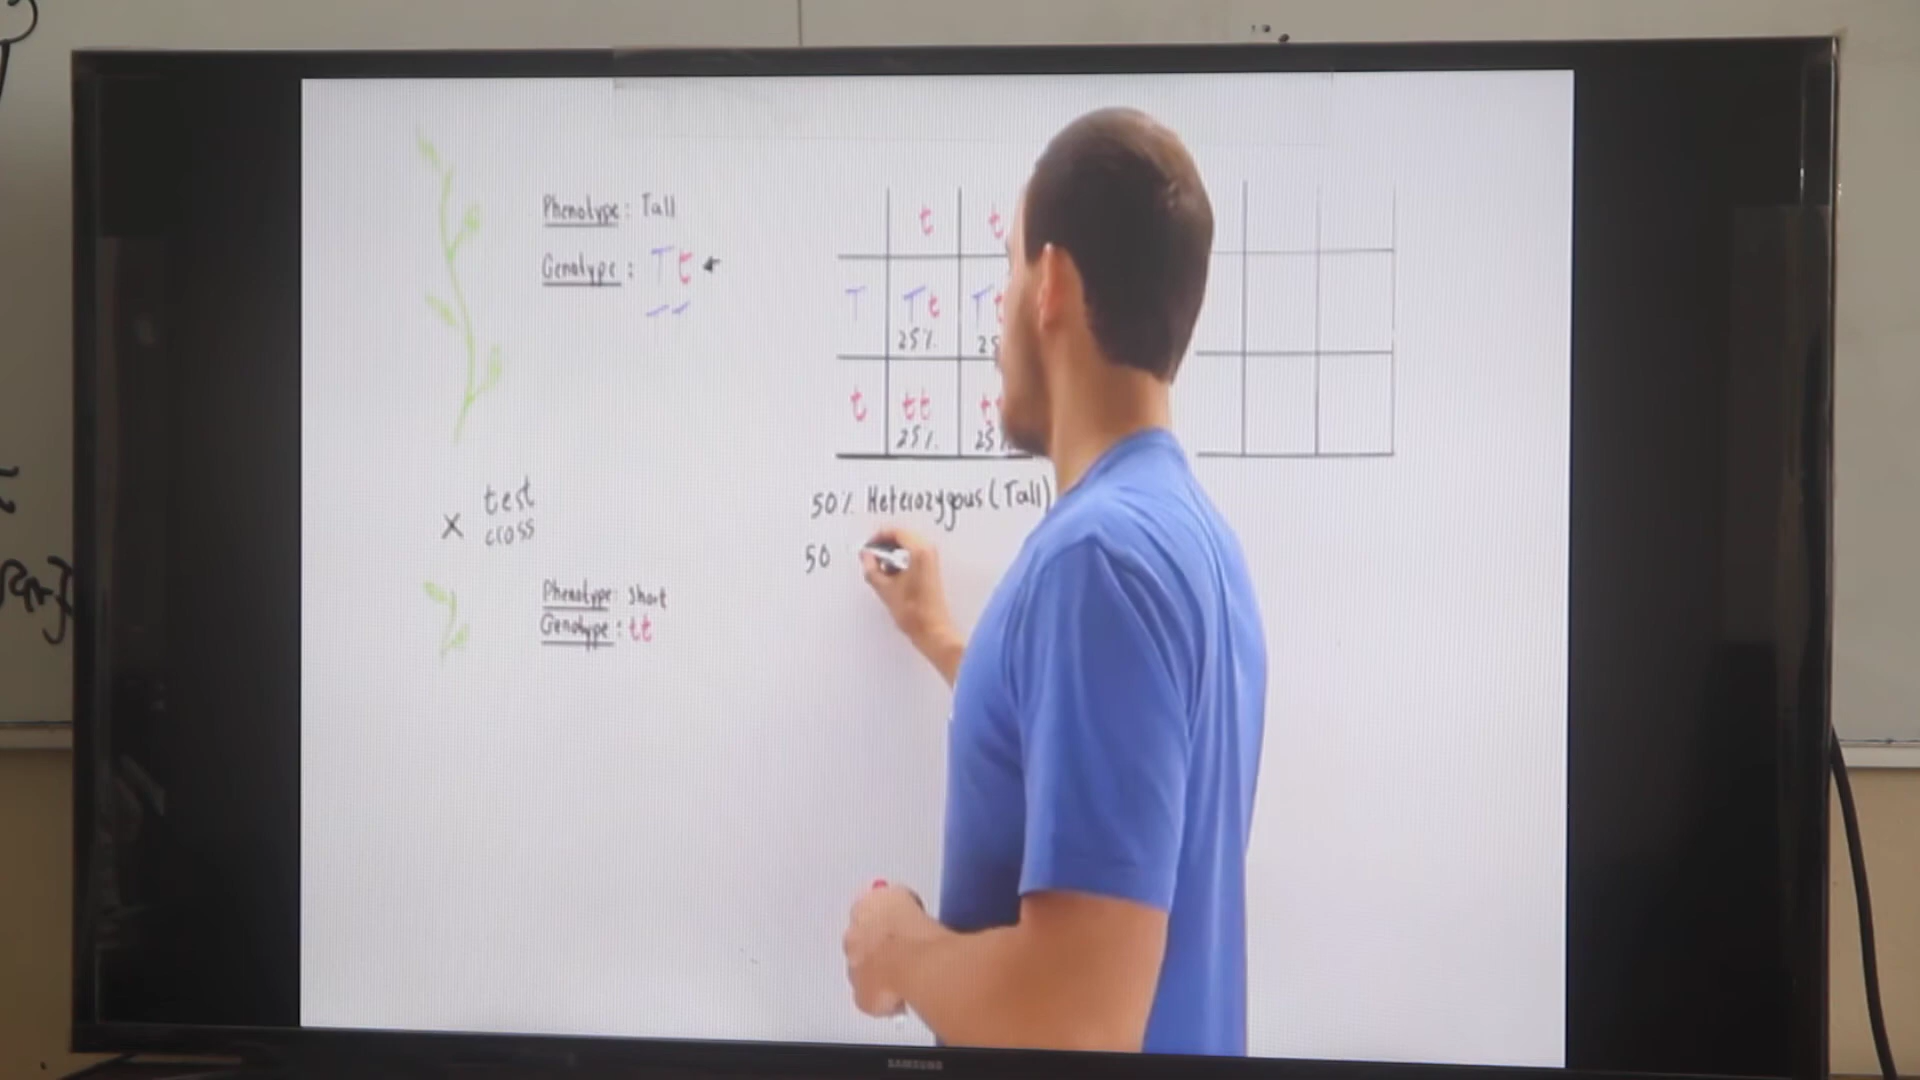 Phenotype: Tall
Genotype: Tt
t t
T Tt Tt
25% 25
t tt tt
25% 25%
50% Heterozygous (Tall)
50
x test cross
Phenotype: Short
Genotype: tt
SAMSUNG